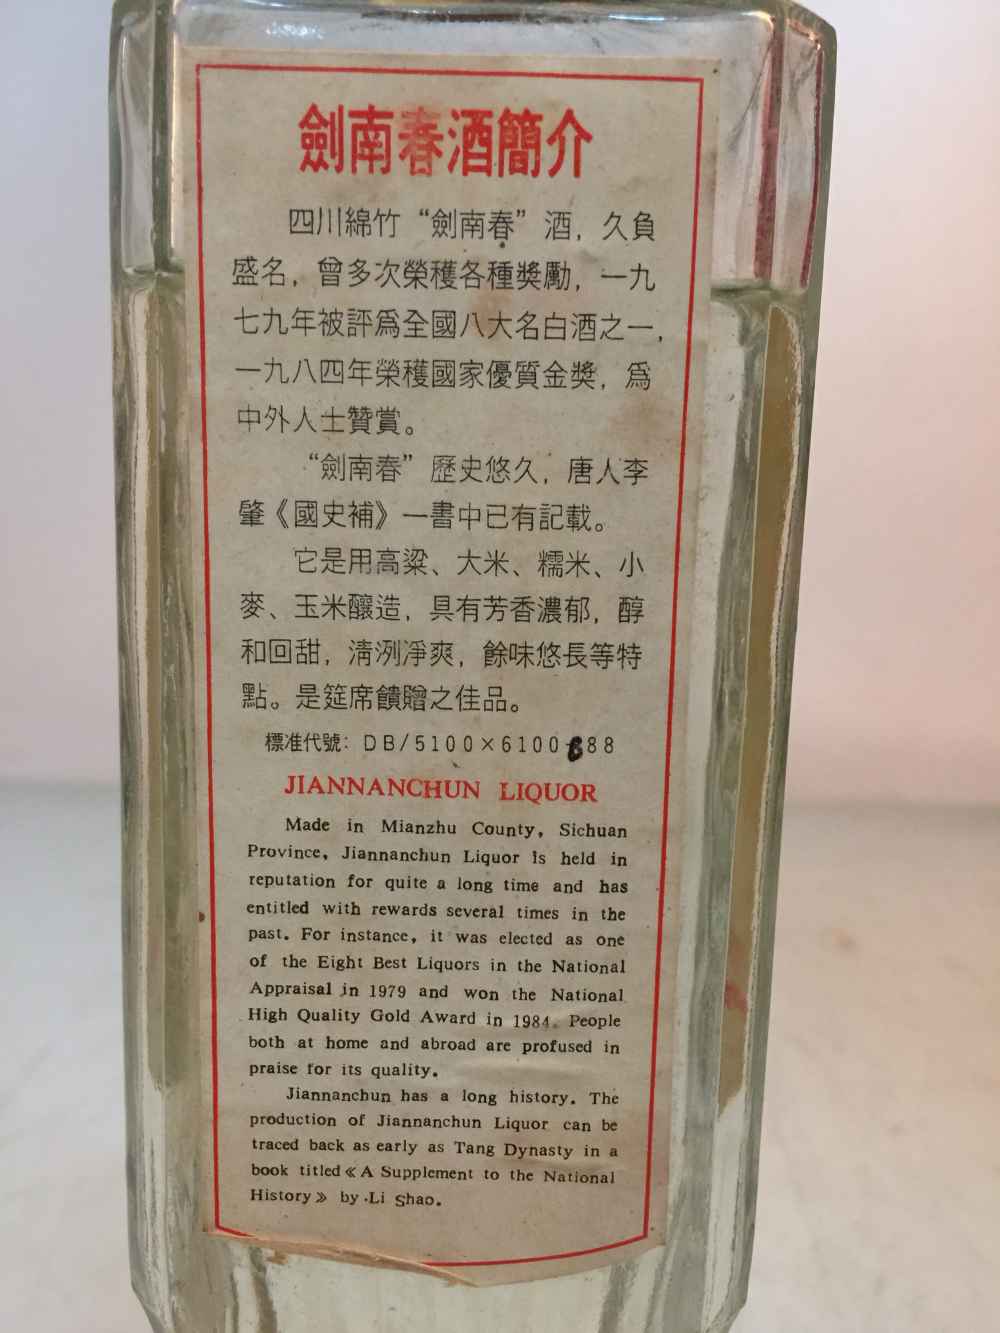 劍南春酒簡介
四川綿竹“劍南春”酒，久負
盛名，曾多次榮穫各種獎勵，一九
七九年被評爲全國八大名白酒之一，
一九八四年榮穫國家優質金獎，爲
中外人士贊賞。
“劍南春”歷史悠久，唐人李
肇《國史補》一書中已有記載。
它是用高粱、大米、糯米、小
麥、玉米釀造，具有芳香濃郁，醇
和回甜，清洌淨爽，餘味悠長等特
點。是筵席饋贈之佳品。
標准代號：DB/5100×6100-88
JIANNANCHUN LIQUOR
Made in Mianzhu County, Sichuan
Province, Jiannanchun Liquor is held in
reputation for quite a long time and has
entitled with rewards several times in the
past. For instance, it was elected as one
of the Eight Best Liquors in the National
Appraisal in 1979 and won the National
High Quality Gold Award in 1984. People
both at home and abroad are profused in
praise for its quality.
Jiannanchun has a long history. The
production of Jiannanchun Liquor can be
traced back as early as Tang Dynasty in a
book titled《A Supplement to the National
History》by Li Shao.